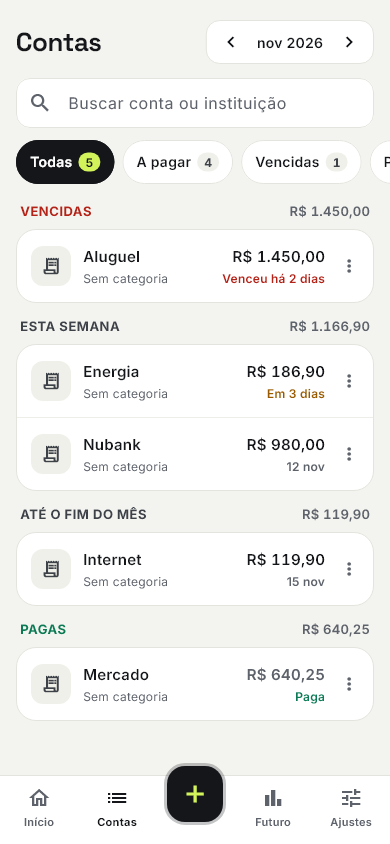 Contas
nov 2026
Buscar conta ou instituição
Todas 5
A pagar 4
Vencidas 1
VENCIDAS R$ 1.450,00
Aluguel R$ 1.450,00
Sem categoria Venceu há 2 dias
ESTA SEMANA R$ 1.166,90
Energia R$ 186,90
Sem categoria Em 3 dias
Nubank R$ 980,00
Sem categoria 12 nov
ATÉ O FIM DO MÊS R$ 119,90
Internet R$ 119,90
Sem categoria 15 nov
PAGAS R$ 640,25
Mercado R$ 640,25
Sem categoria Paga
Início
Contas
Futuro
Ajustes